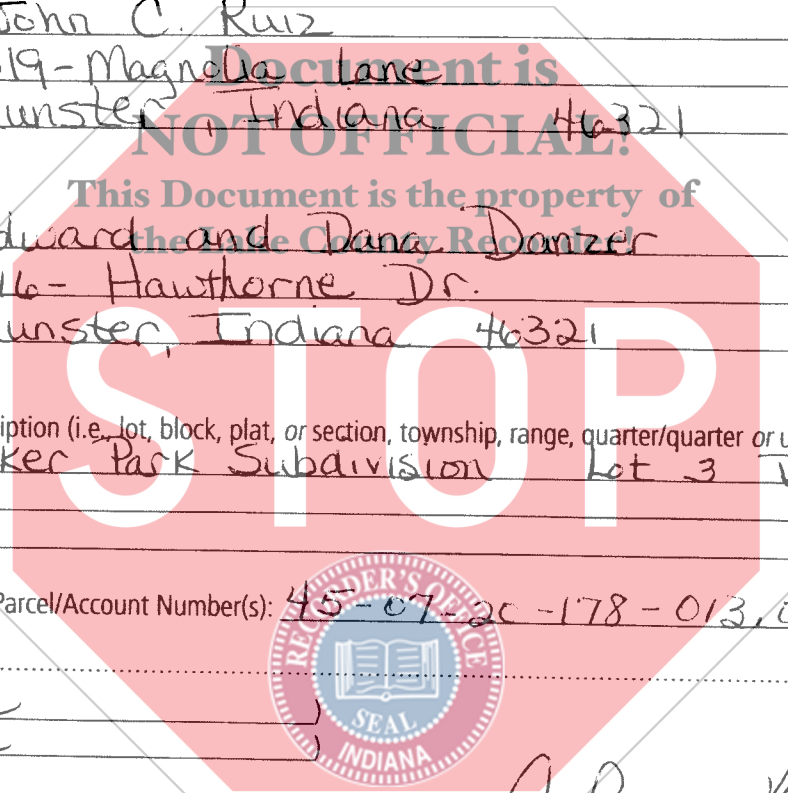 John C. Ruiz
19-Magnolia Lane
Document is
unster, Indiana 46321
NOT OFFICIAL!
This Document is the property of
dward and Dana Danzer
the Lake County Recorder!
16- Hawthorne Dr.
unster, Indiana 46321
STOP
iption (i.e., lot, block, plat, or section, township, range, quarter/quarter or u
ker Park Subdivision Lot 3
Parcel/Account Number(s): 45-07-20-178-013.0
RECORDER'S OFFICE
SEAL
INDIANA